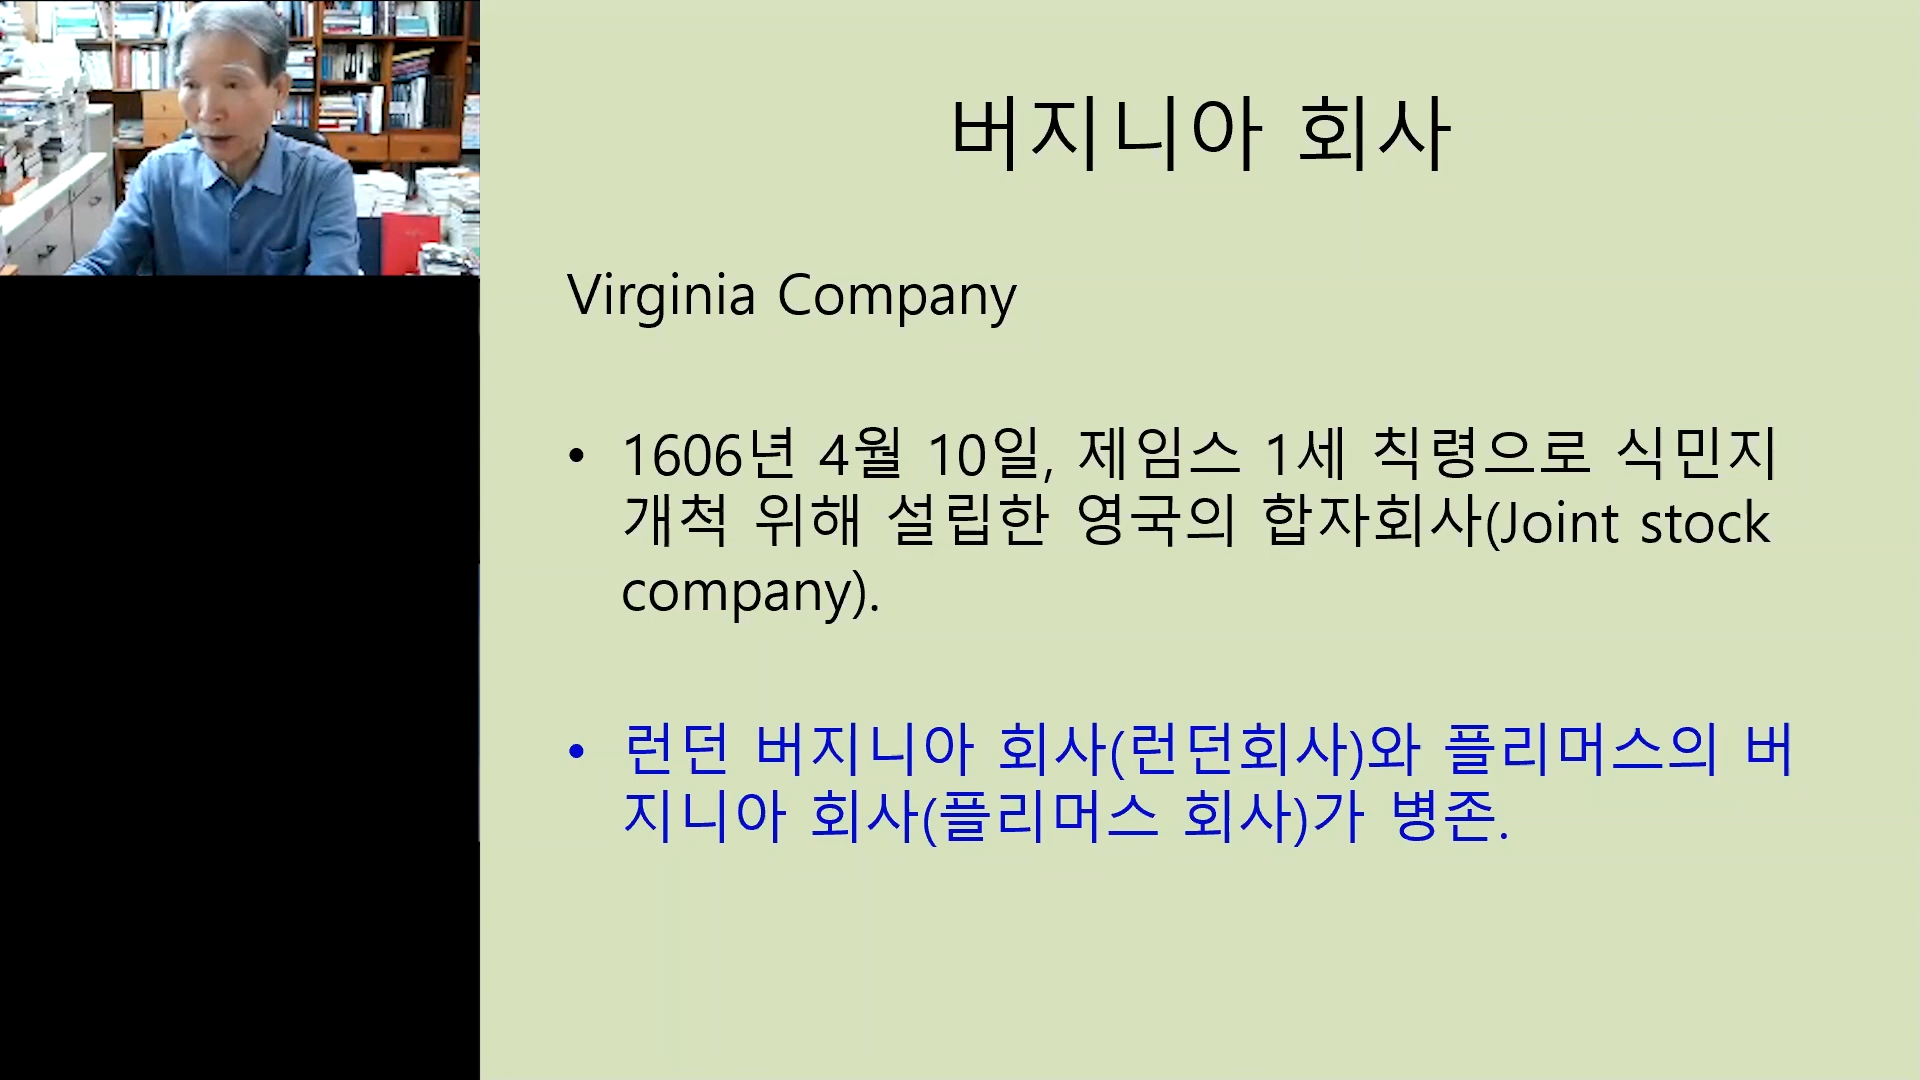 버지니아 회사
Virginia Company
• 1606년 4월 10일, 제임스 1세 칙령으로 식민지
개척 위해 설립한 영국의 합자회사(Joint stock
company).
• 런던 버지니아 회사(런던회사)와 플리머스의 버
지니아 회사(플리머스 회사)가 병존.